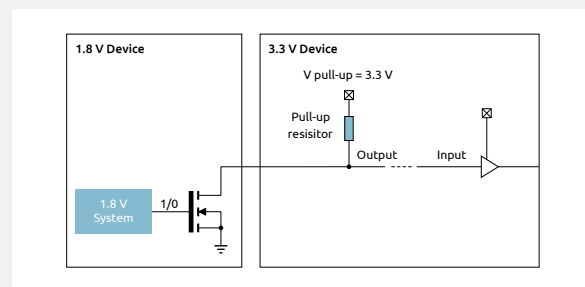 1.8 V Device
3.3 V Device
V pull-up = 3.3 V
Pull-up
resisitor
Output
Input
1.8 V
System
1/0